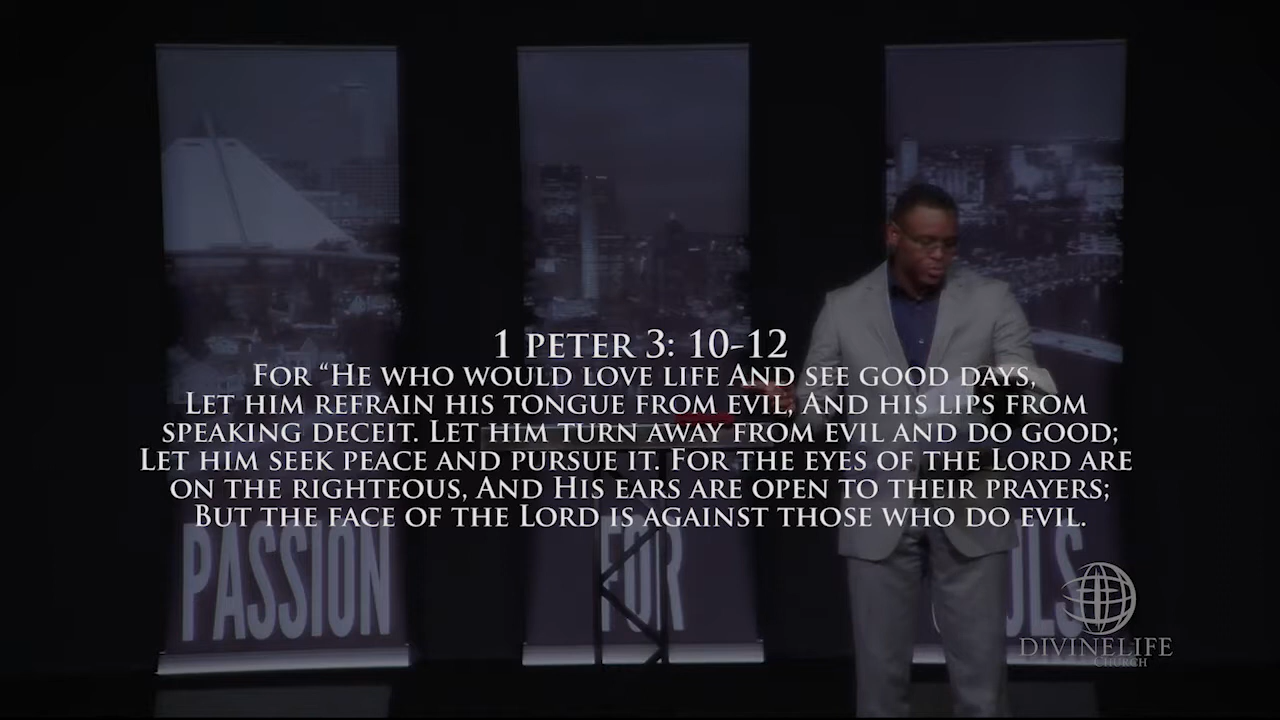 1 PETER 3: 10-12
FOR “HE WHO WOULD LOVE LIFE AND SEE GOOD DAYS,
LET HIM REFRAIN HIS TONGUE FROM EVIL, AND HIS LIPS FROM
SPEAKING DECEIT. LET HIM TURN AWAY FROM EVIL AND DO GOOD;
LET HIM SEEK PEACE AND PURSUE IT. FOR THE EYES OF THE LORD ARE
ON THE RIGHTEOUS, AND HIS EARS ARE OPEN TO THEIR PRAYERS;
BUT THE FACE OF THE LORD IS AGAINST THOSE WHO DO EVIL.
PASSION
FOR
DIVINELIFE
CHURCH